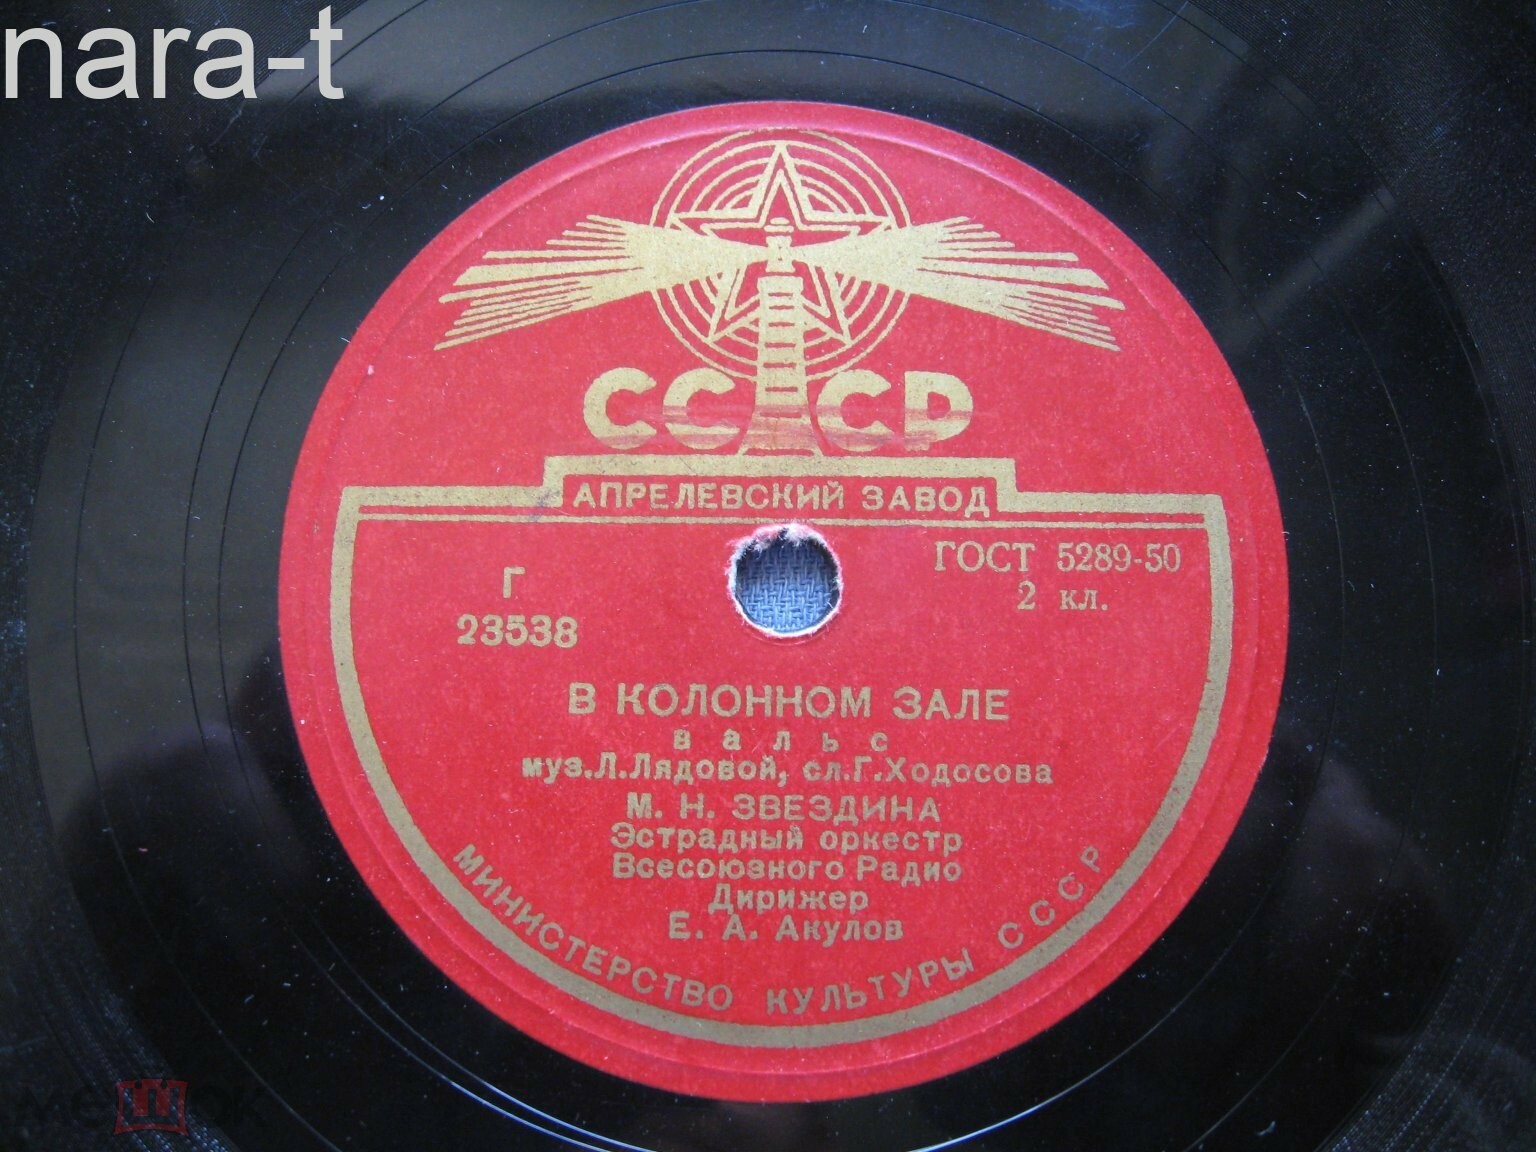 nara-t
СССР
АПРЕЛЕВСКИЙ ЗАВОД
ГОСТ 5289-50
2 кл.
Г
23538
В КОЛОННОМ ЗАЛЕ
вальс
муз.Л.Лядовой, сл.Г.Ходосова
М. Н. ЗВЕЗДИНА
Эстрадный оркестр
Всесоюзного Радио
Дирижер
Е. А. Акулов
МИНИСТЕРСТВО КУЛЬТУРЫ СССР
мешок